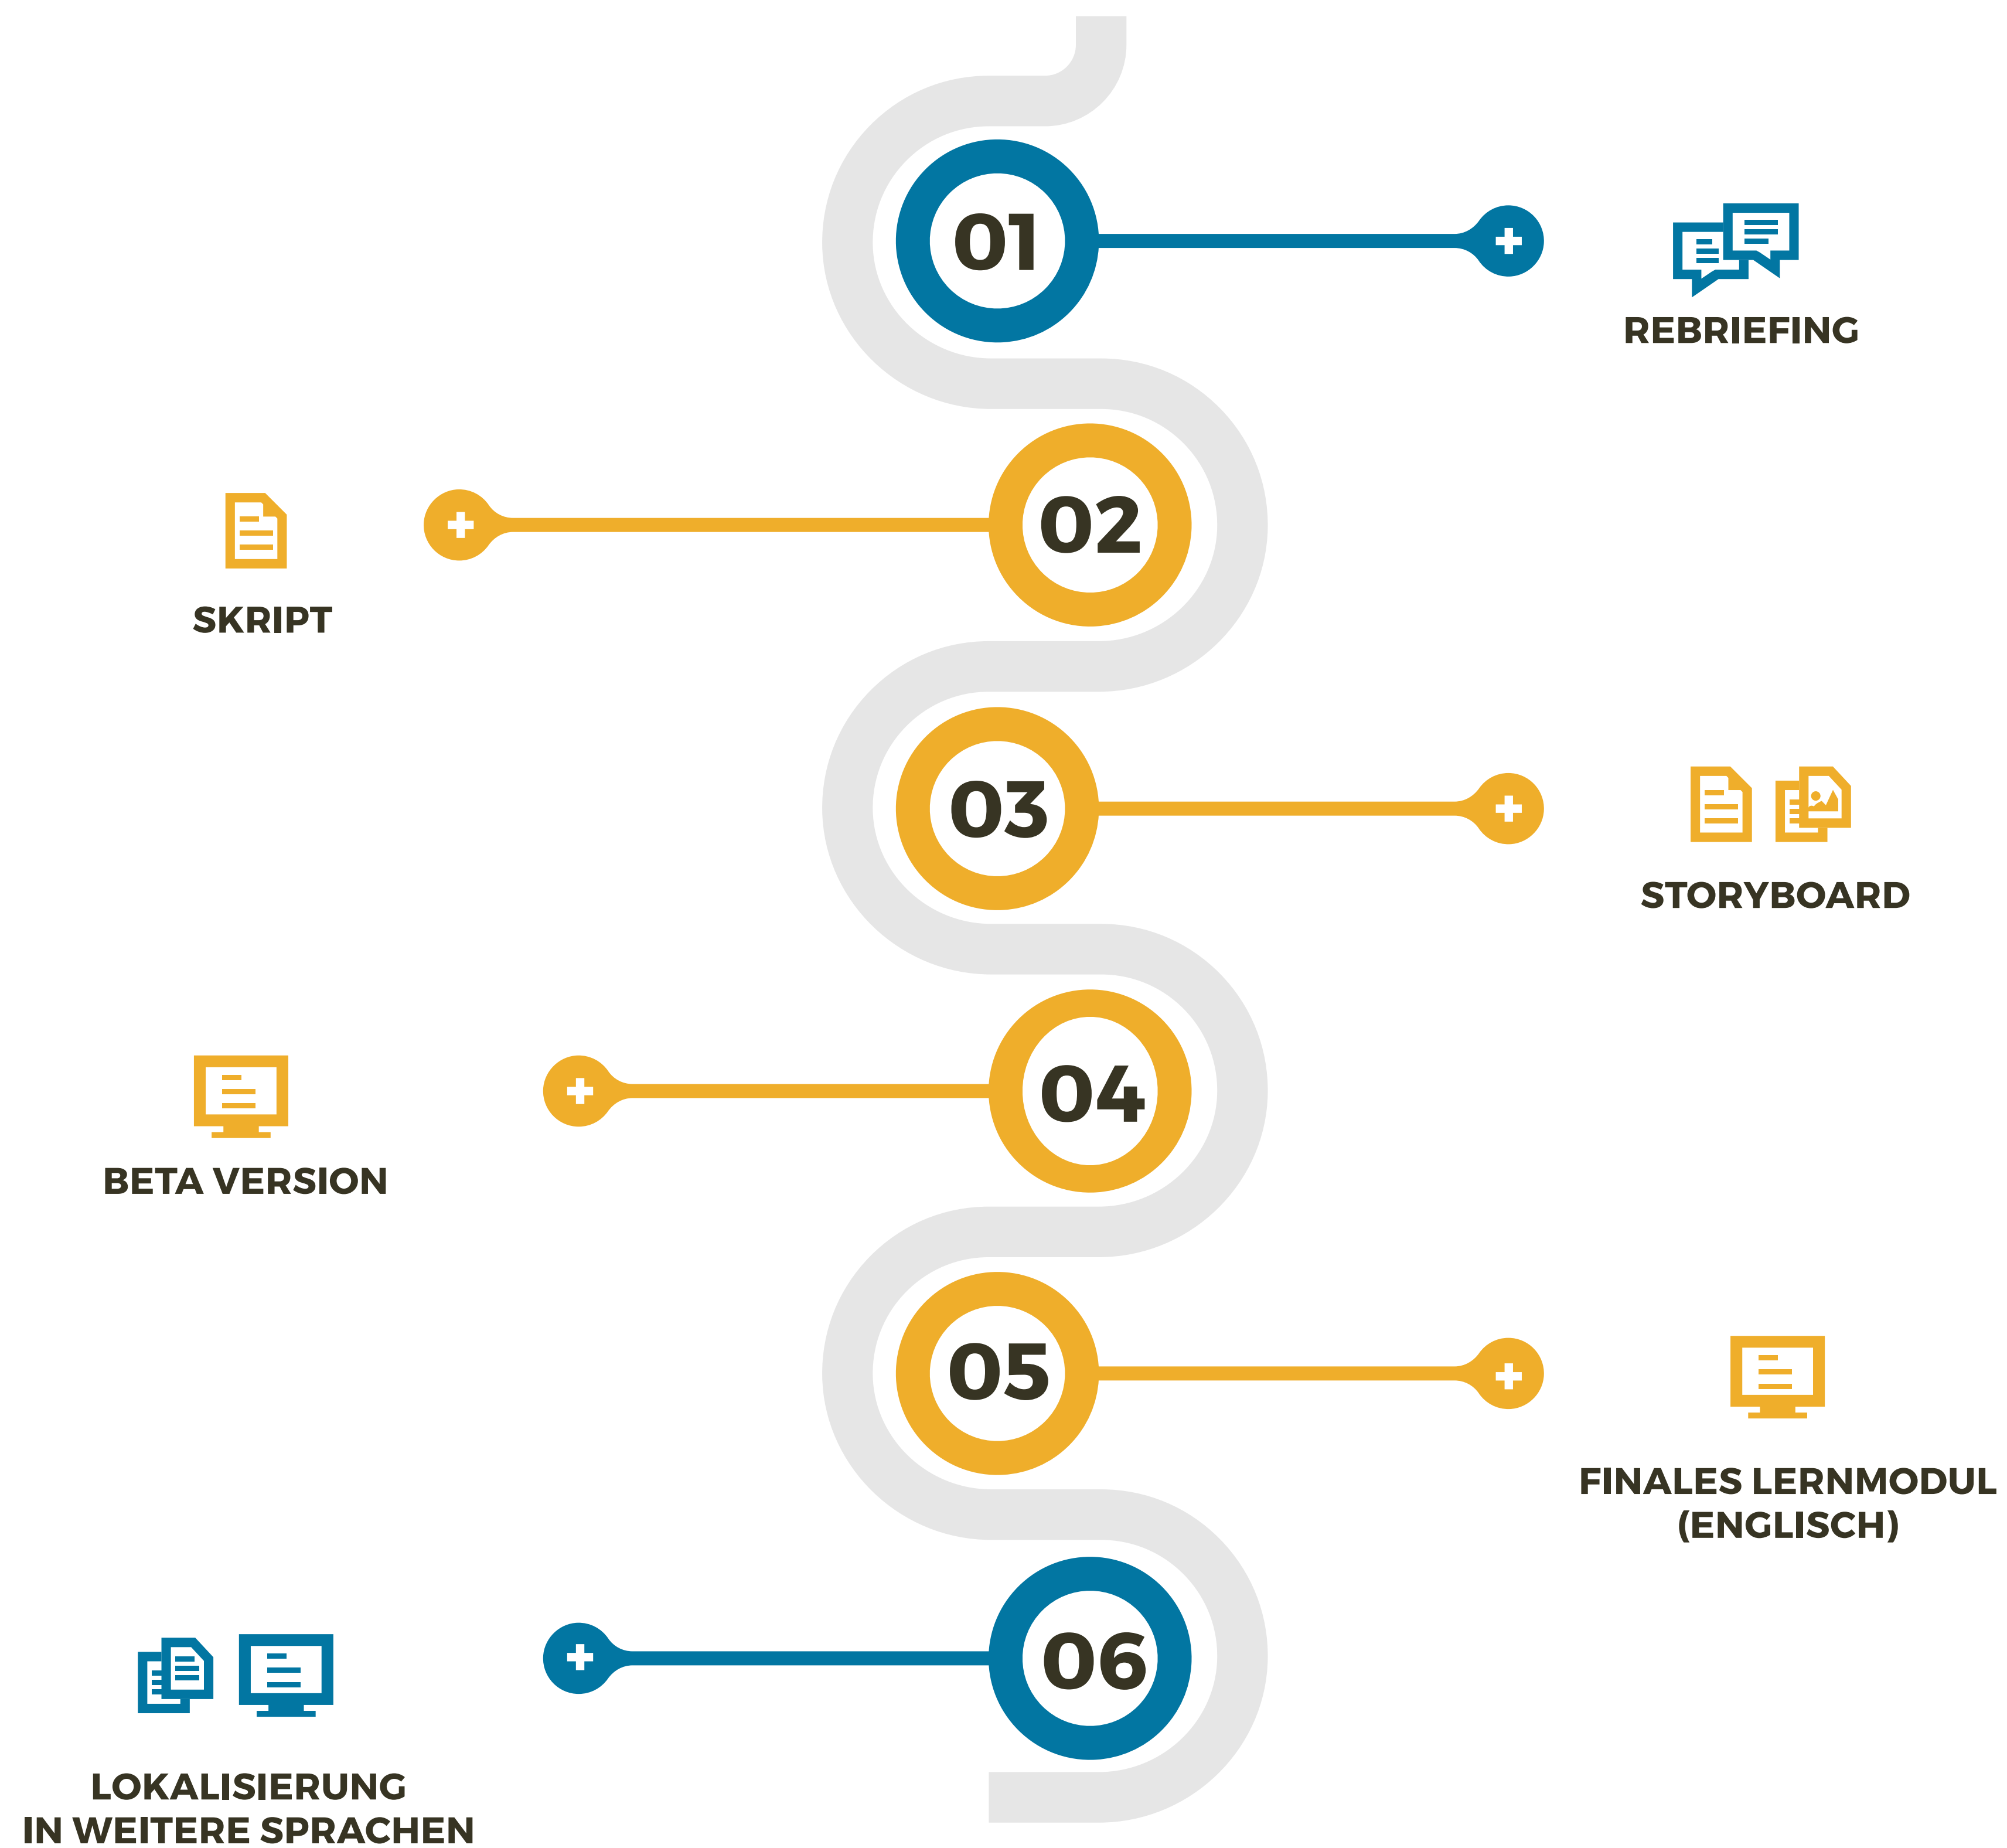 01
REBRIEFING
02
SKRIPT
03
STORYBOARD
04
BETA VERSION
05
FINALES LERNMODUL
(ENGLISCH)
06
LOKALISIERUNG
IN WEITERE SPRACHEN